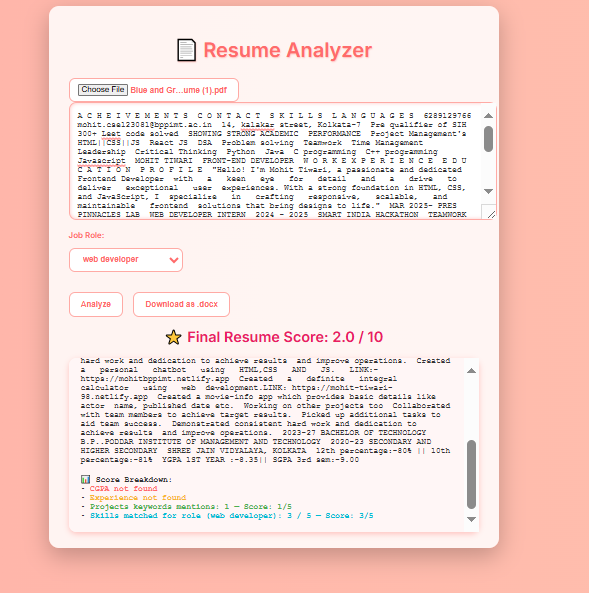 📄 Resume Analyzer
Choose File Blue and Gr...ume (1).pdf
A C H E I V E M E N T S C O N T A C T S K I L L S L A N G U A G E S 6289129766
mohit.cse123081@bppimt.ac.in 14, kalakar street, Kolkata-7 Pre qualifier of SIH
300+ Leet code solved SHOWING STRONG ACADEMIC PERFORMANCE Project Management's
HTML||CSS||JS React JS DSA Problem solving Teamwork Time Management
Leadership Critical Thinking Python Java C programming C++ programming
Javascript MOHIT TIWARI FRONT-END DEVELOPER W O R K E X P E R I E N C E E D U
C A T I O N P R O F I L E "Hello! I'm Mohit Tiwari, a passionate and dedicated
Frontend Developer with a keen eye for detail and a drive to
deliver exceptional user experiences. With a strong foundation in HTML, CSS,
and JavaScript, I specialize in crafting responsive, scalable, and
maintainable frontend solutions that bring designs to life." MAR 2025- PRES
PINNACLES LAB WEB DEVELOPER INTERN 2024 - 2025 SMART INDIA HACKATHON TEAMWORK
Job Role:
web developer
Analyze Download as .docx
⭐ Final Resume Score: 2.0 / 10
hard work and dedication to achieve results and improve operations. Created
a personal chatbot using HTML,CSS AND JS. LINK:-
https://mohitbppimt.netlify.app Created a definite integral
calculator using web development.LINK: https://mohit-tiwari-
98.netlify.app Created a movie-info app which provides basic details like
actor name, published date etc. Working on other projects too Collaborated
with team members to achieve target results. Picked up additional tasks to
aid team success. Demonstrated consistent hard work and dedication to
achieve results and improve operations. 2023-27 BACHELOR OF TECHNOLOGY
B.P..PODDAR INSTITUTE OF MANAGEMENT AND TECHNOLOGY 2020-23 SECONDARY AND
HIGHER SECONDARY SHREE JAIN VIDYALAYA, KOLKATA 12th percentage:-80% || 10th
percentage:-81% YGPA 1ST YEAR :-8.35|| SGPA 3rd sem:-9.00
📊 Score Breakdown:
- CGPA not found
- Experience not found
- Projects keywords mentions: 1 — Score: 1/5
- Skills matched for role (web developer): 3 / 5 — Score: 3/5